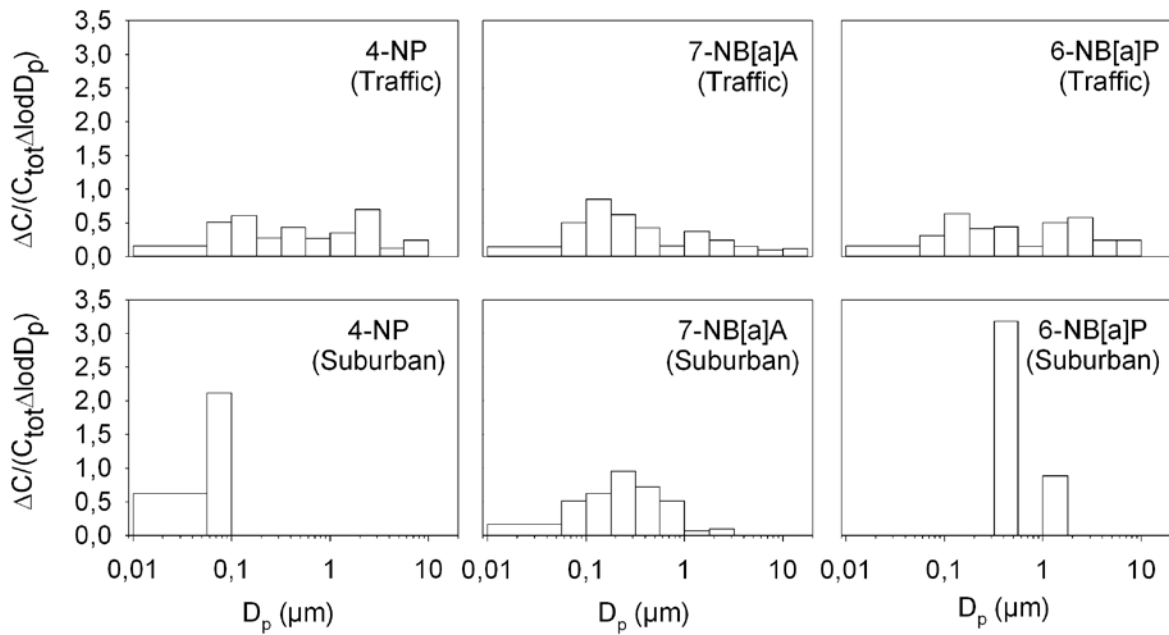 ΔC/(C_totΔlodD_p)
3,5
3,0
2,5
2,0
1,5
1,0
0,5
0,0
4-NP
(Traffic)
7-NB[a]A
(Traffic)
6-NB[a]P
(Traffic)
ΔC/(C_totΔlodD_p)
3,5
3,0
2,5
2,0
1,5
1,0
0,5
0,0
4-NP
(Suburban)
7-NB[a]A
(Suburban)
6-NB[a]P
(Suburban)
0,01 0,1 1 10
0,01 0,1 1 10
0,01 0,1 1 10
D_p (µm)
D_p (µm)
D_p (µm)